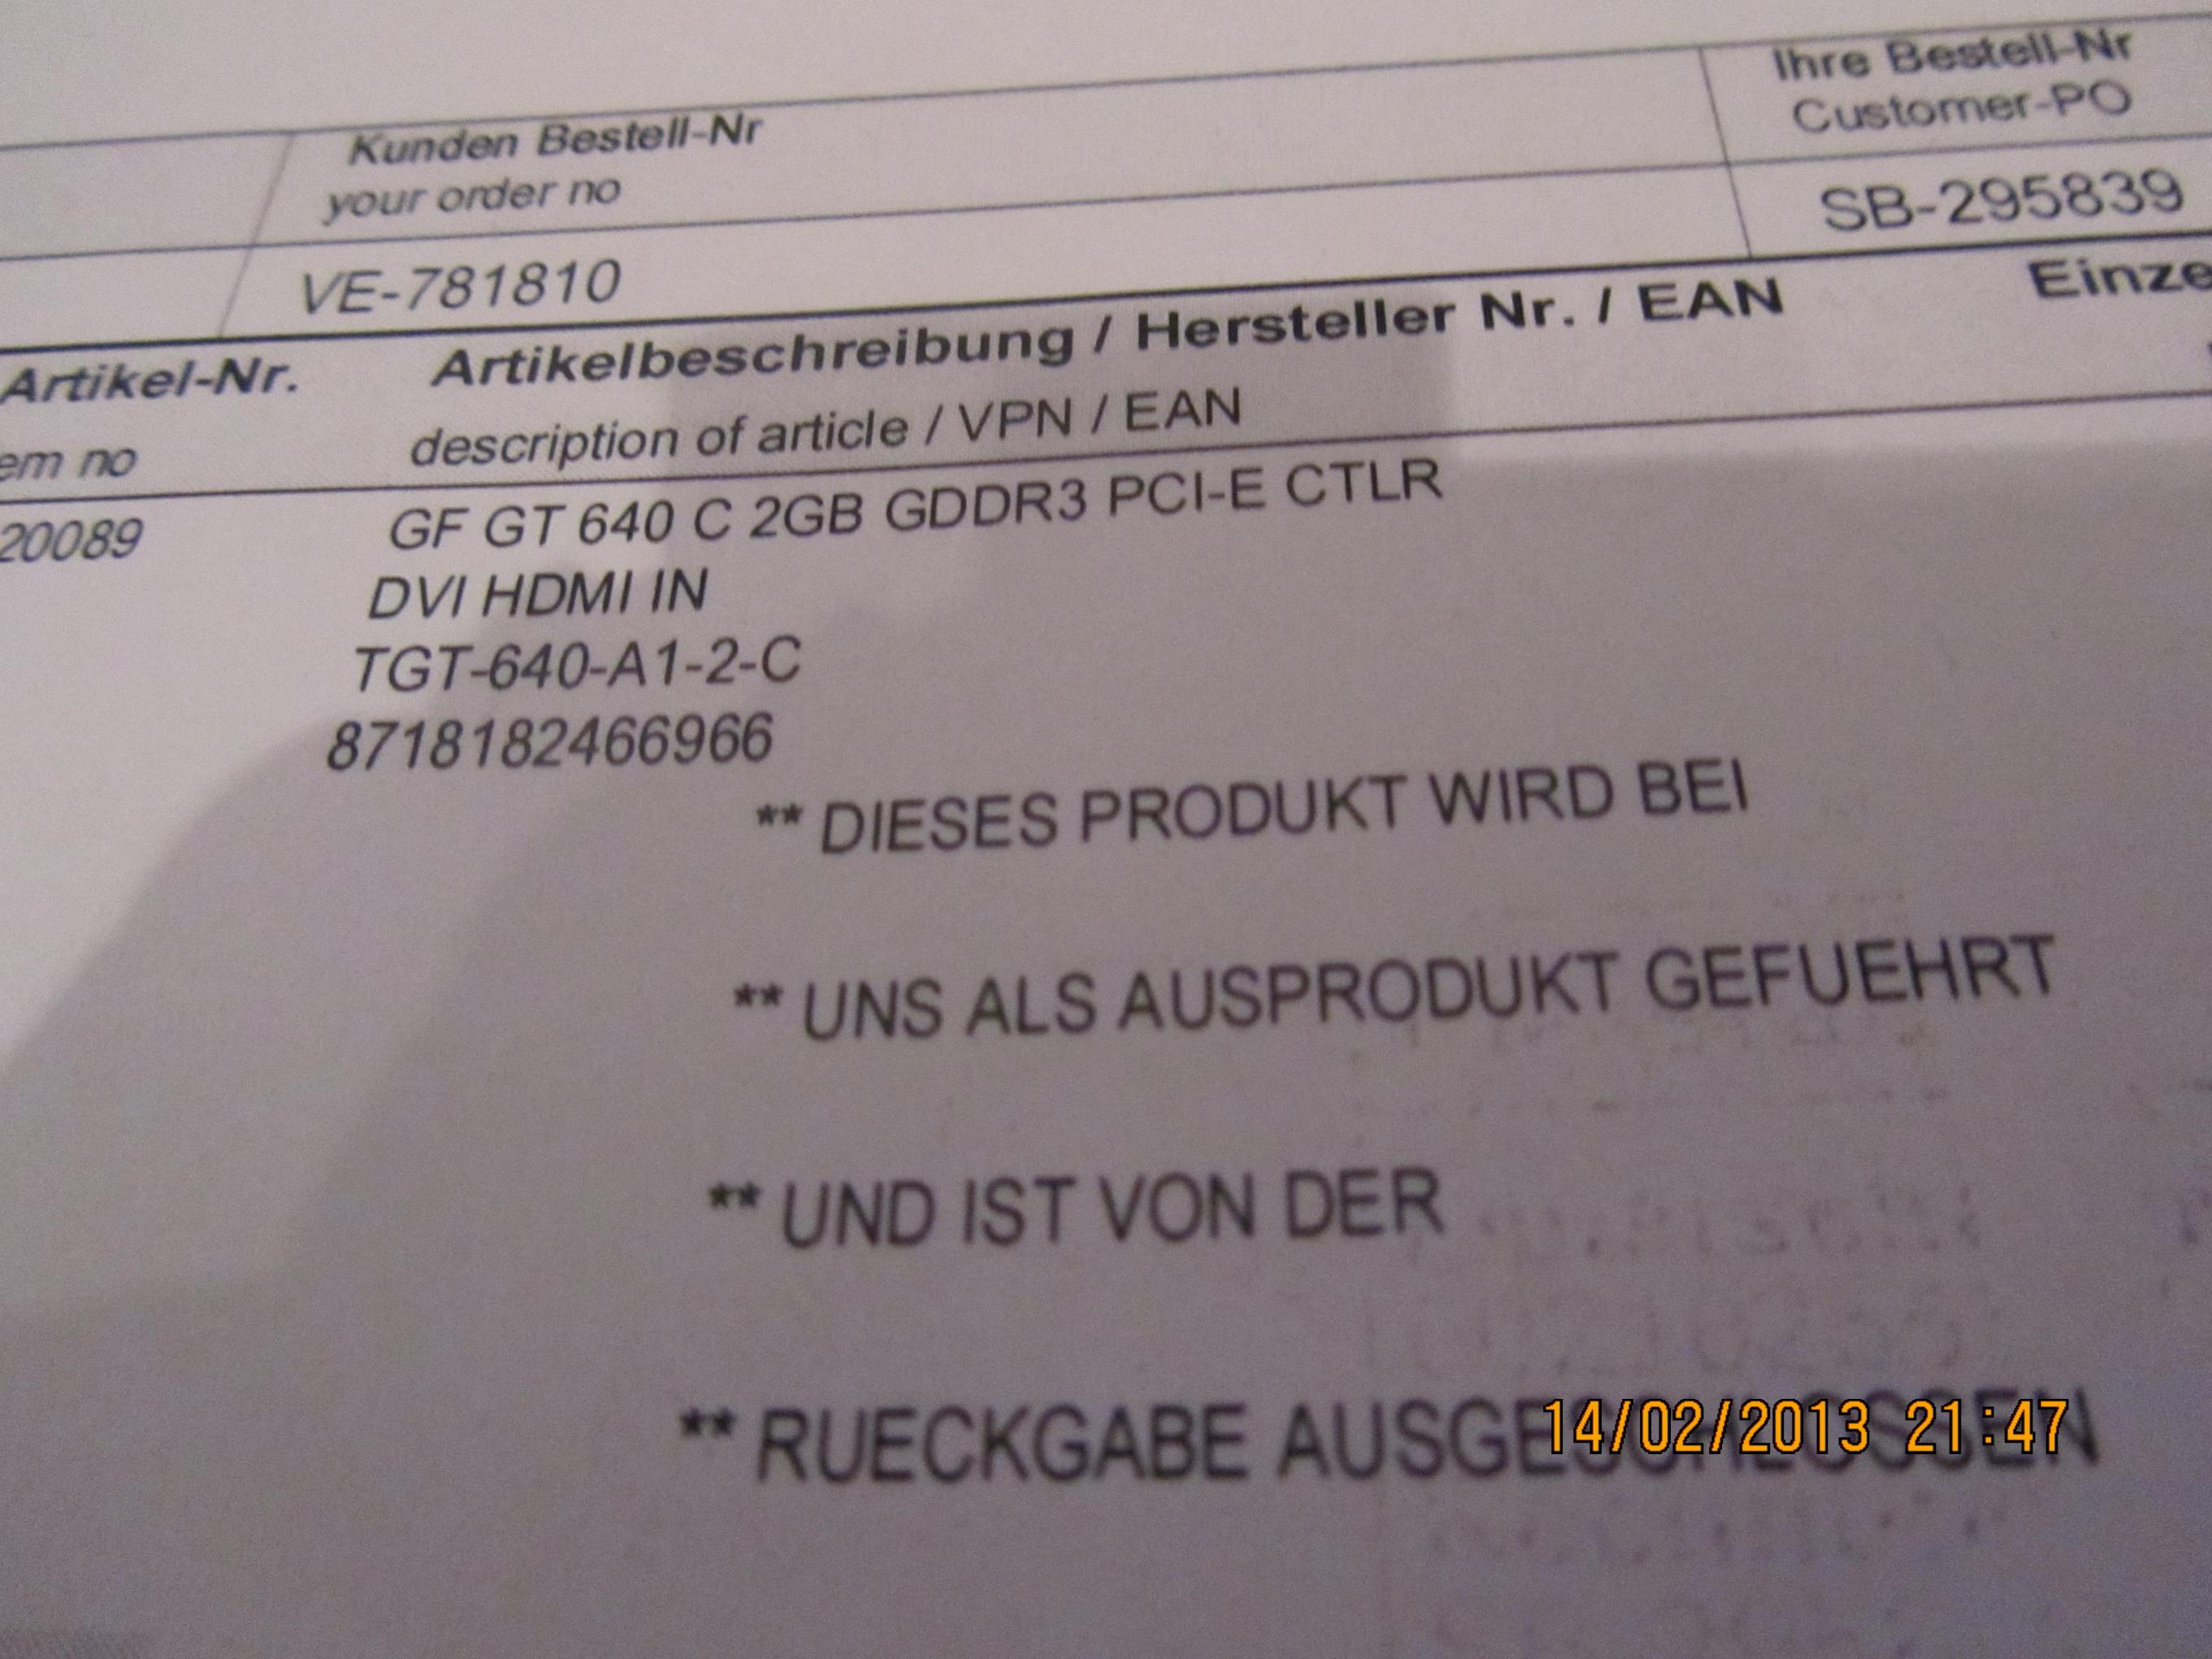 Kunden Bestell-Nr
your order no
Ihre Bestell-Nr
Customer-PO
VE-781810
SB-295839
Artikel-Nr.
Artikelbeschreibung / Hersteller Nr. / EAN
Einze
em no
description of article / VPN / EAN
20089
GF GT 640 C 2GB GDDR3 PCI-E CTLR
DVI HDMI IN
TGT-640-A1-2-C
8718182466966
** DIESES PRODUKT WIRD BEI
** UNS ALS AUSPRODUKT GEFUEHRT
** UND IST VON DER
** RUECKGABE AUSGESCHLOSSEN
14/02/2013 21:47